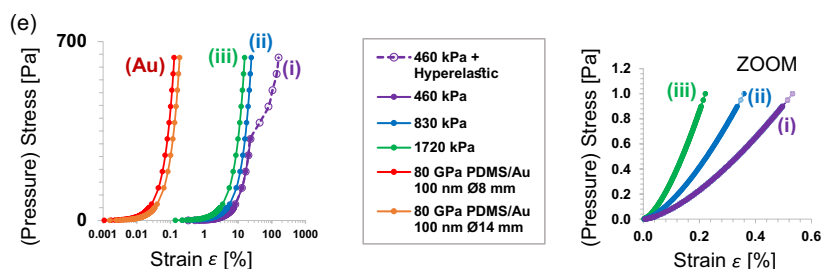 (e)
700
0
(Pressure) Stress [Pa]
(Au)
(iii)
(ii)
(i)
0.001
0.01
0.1
1
10
100
1000
Strain ε [%]
460 kPa +
Hyperelastic
460 kPa
830 kPa
1720 kPa
80 GPa PDMS/Au
100 nm Ø8 mm
80 GPa PDMS/Au
100 nm Ø14 mm
ZOOM
(Pressure) Stress [Pa]
1.0
1.0
0.8
0.6
0.4
0.2
0.0
(iii)
(ii)
(i)
0.0
0.2
0.4
0.6
Strain ε [%]